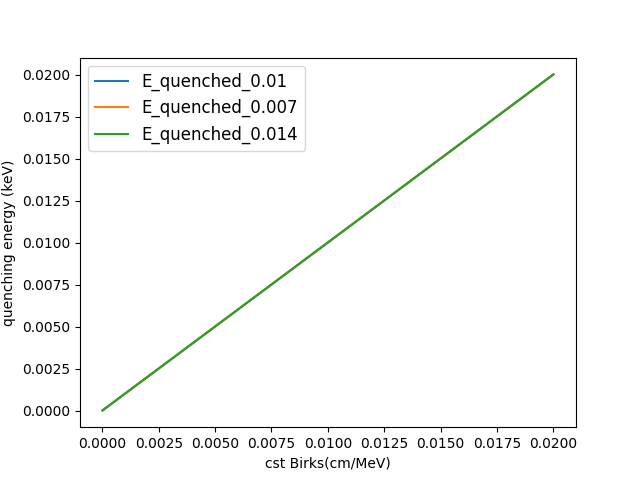 E_quenched_0.01
E_quenched_0.007
E_quenched_0.014
quenching energy (keV)
0.0200
0.0175
0.0150
0.0125
0.0100
0.0075
0.0050
0.0025
0.0000
0.0000 0.0025 0.0050 0.0075 0.0100 0.0125 0.0150 0.0175 0.0200
cst Birks(cm/MeV)